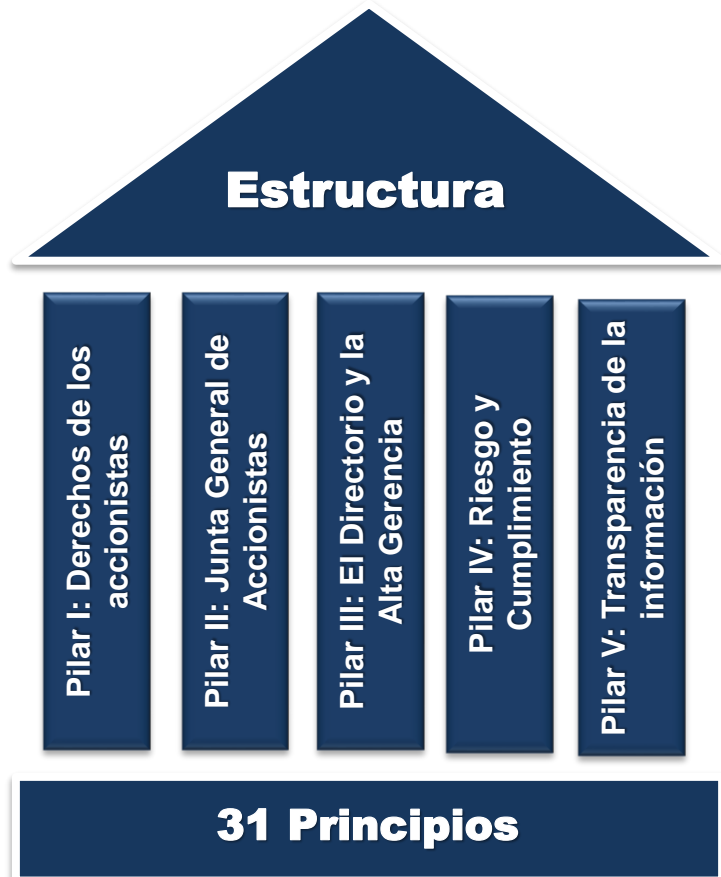 Estructura
Pilar I: Derechos de los
accionistas
Pilar II: Junta General de
Accionistas
Pilar III: El Directorio y la
Alta Gerencia
Pilar IV: Riesgo y
Cumplimiento
Pilar V: Transparencia de la
información
31 Principios